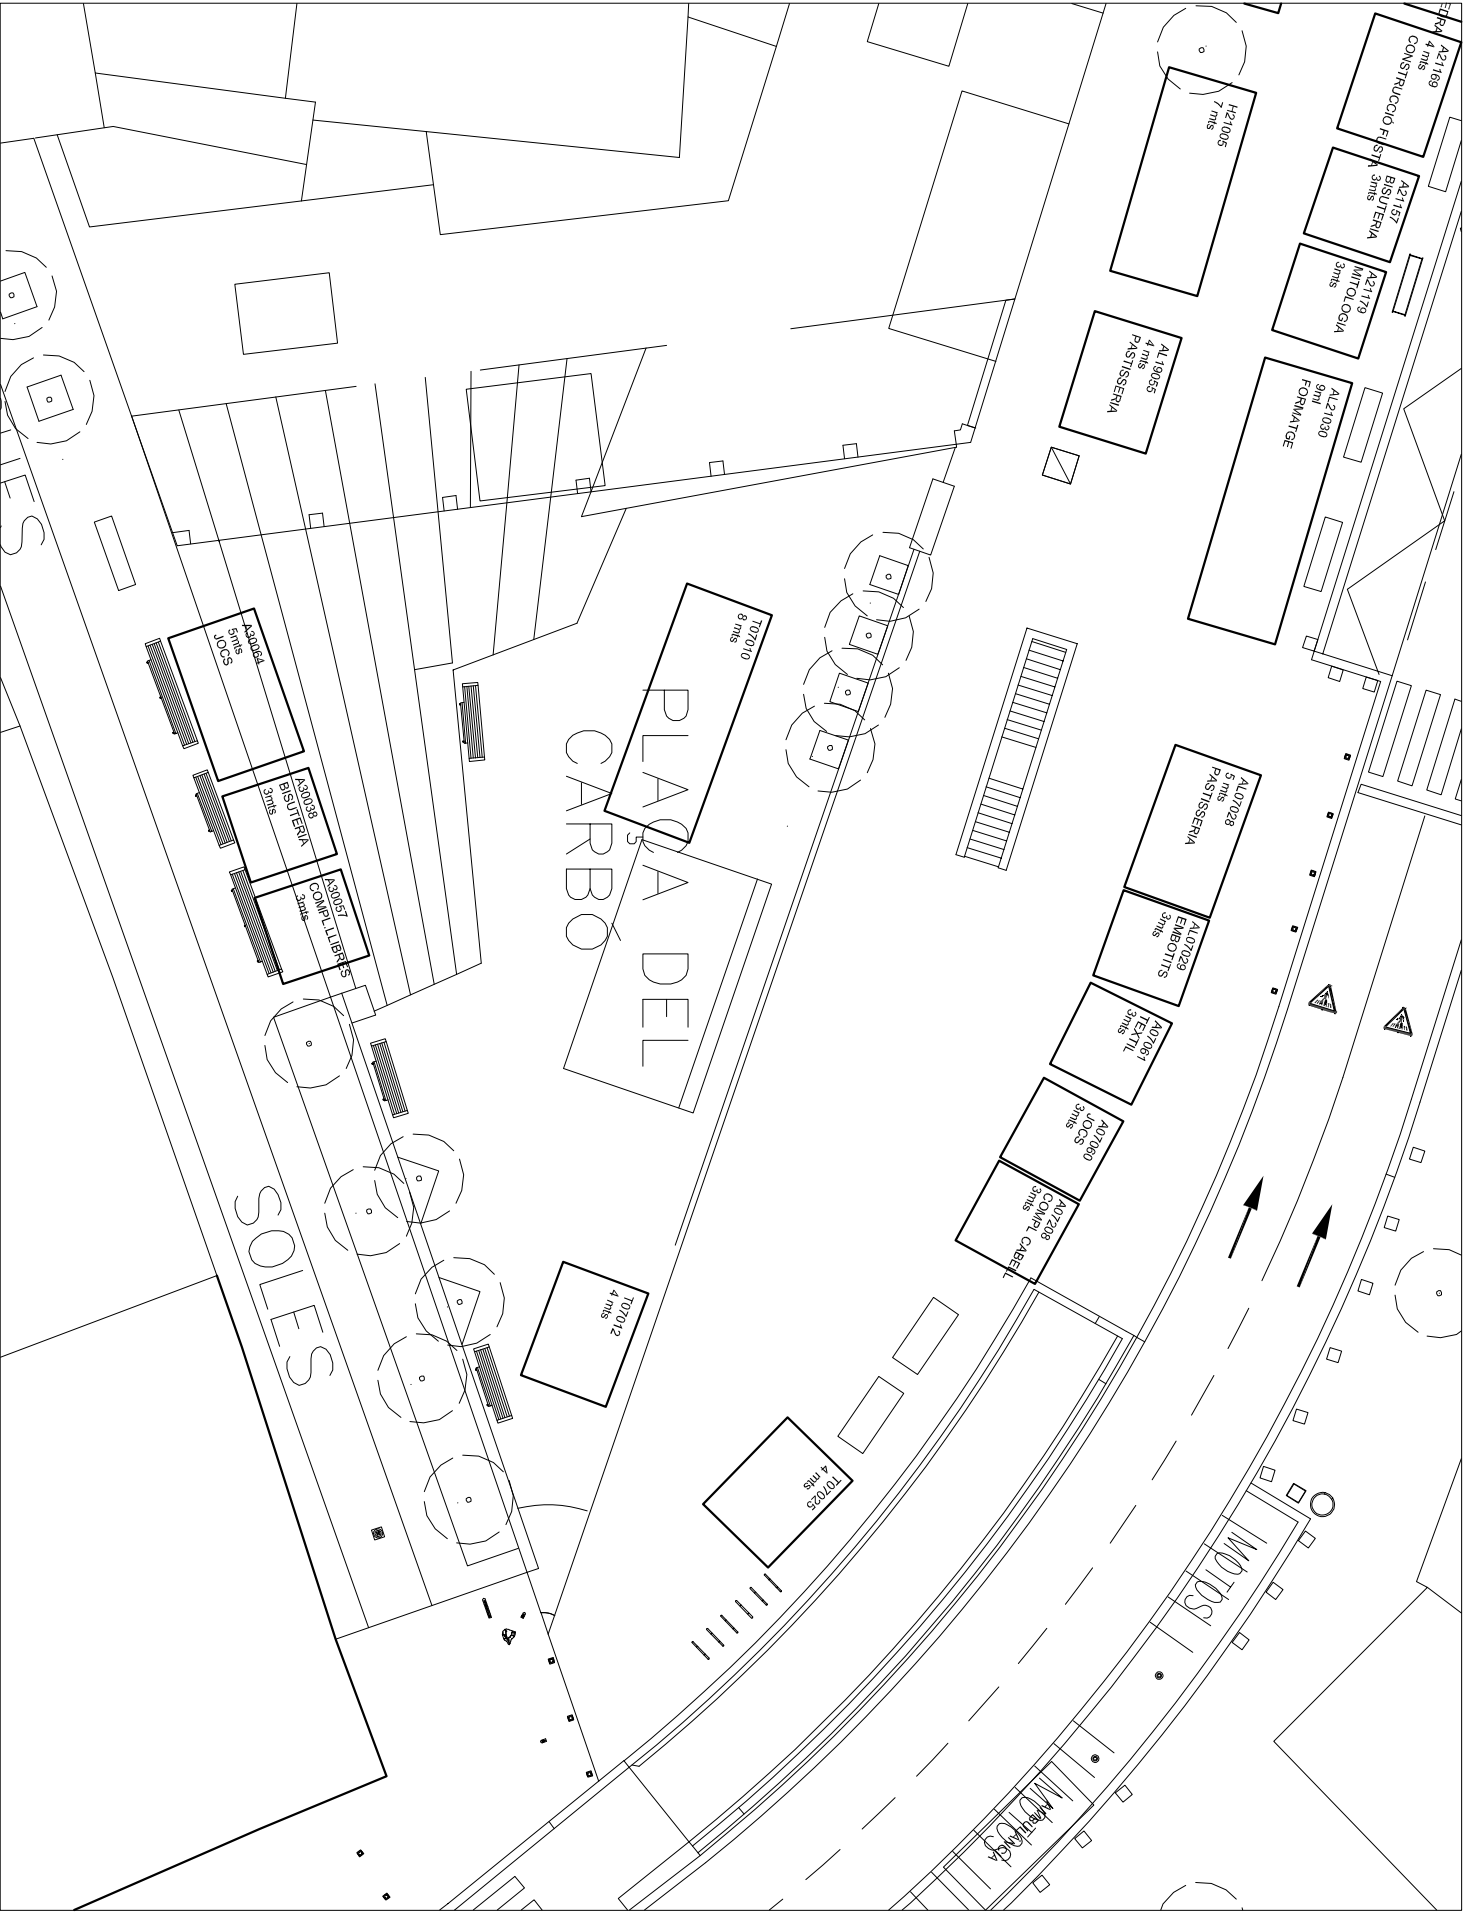 EDRA
A21169
4 mts
CONSTRUCCIÓ FUSTA
H21005
7 mts
A21157
BISUTERIA
3mts
A21179
MITOLOGIA
3mts
AL19055
4 mts
PASTISSERIA
AL21030
9ml
FORMATGE
LES
A30064
5mts
JOCS
T07010
8 mts
PLAÇA DEL
CARBÓ
A30038
BISUTERIA
3mts
A30057
COMPL.LLIBRES
3mts
AL07028
5 mts
PASTISSERIA
AL07029
EMBOTITS
3mts
A07061
TEXTIL
3mts
A07060
JOCS
3mts
A07208
COMPL CABELL
3mts
SOLES
T07012
4 mts
T07025
4 mts
MOTOS
MOTOS
AMBULANCIA